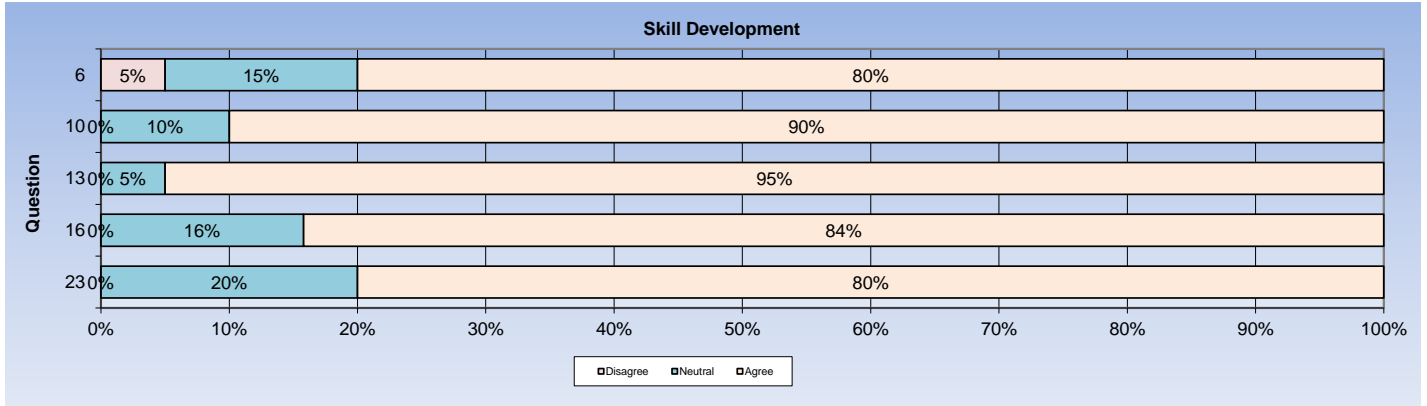 Skill Development
6 5% 15% 80%
10 0% 10% 90%
13 0% 5% 95%
16 0% 16% 84%
23 0% 20% 80%
Question
0% 10% 20% 30% 40% 50% 60% 70% 80% 90% 100%
Disagree Neutral Agree